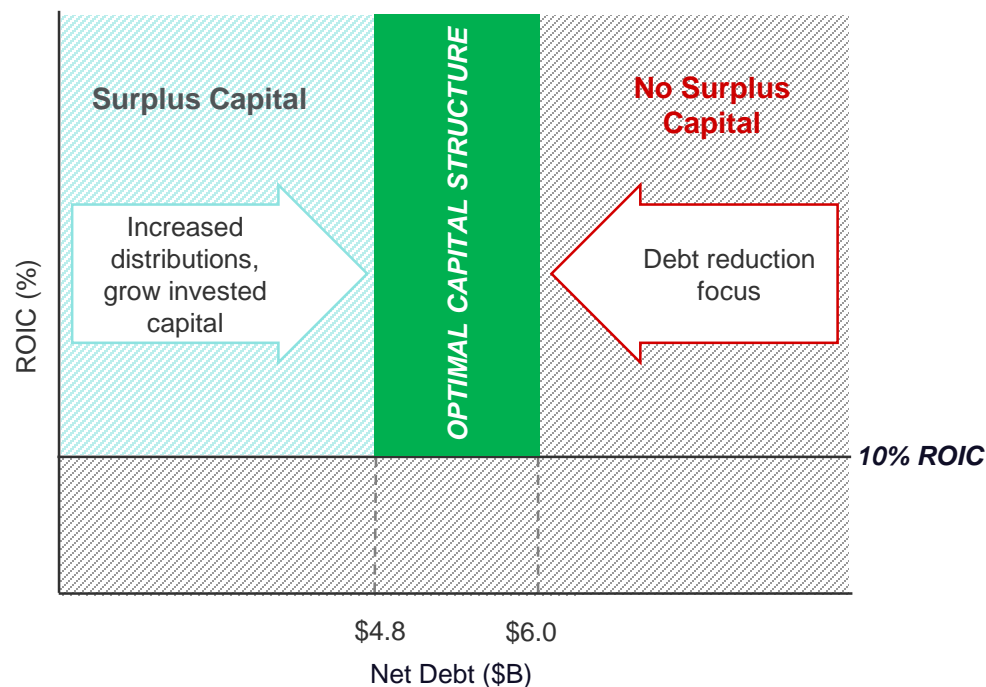 Surplus Capital
Increased
distributions,
grow invested
capital
OPTIMAL CAPITAL STRUCTURE
No Surplus
Capital
Debt reduction
focus
ROIC (%)
10% ROIC
$4.8
$6.0
Net Debt ($B)